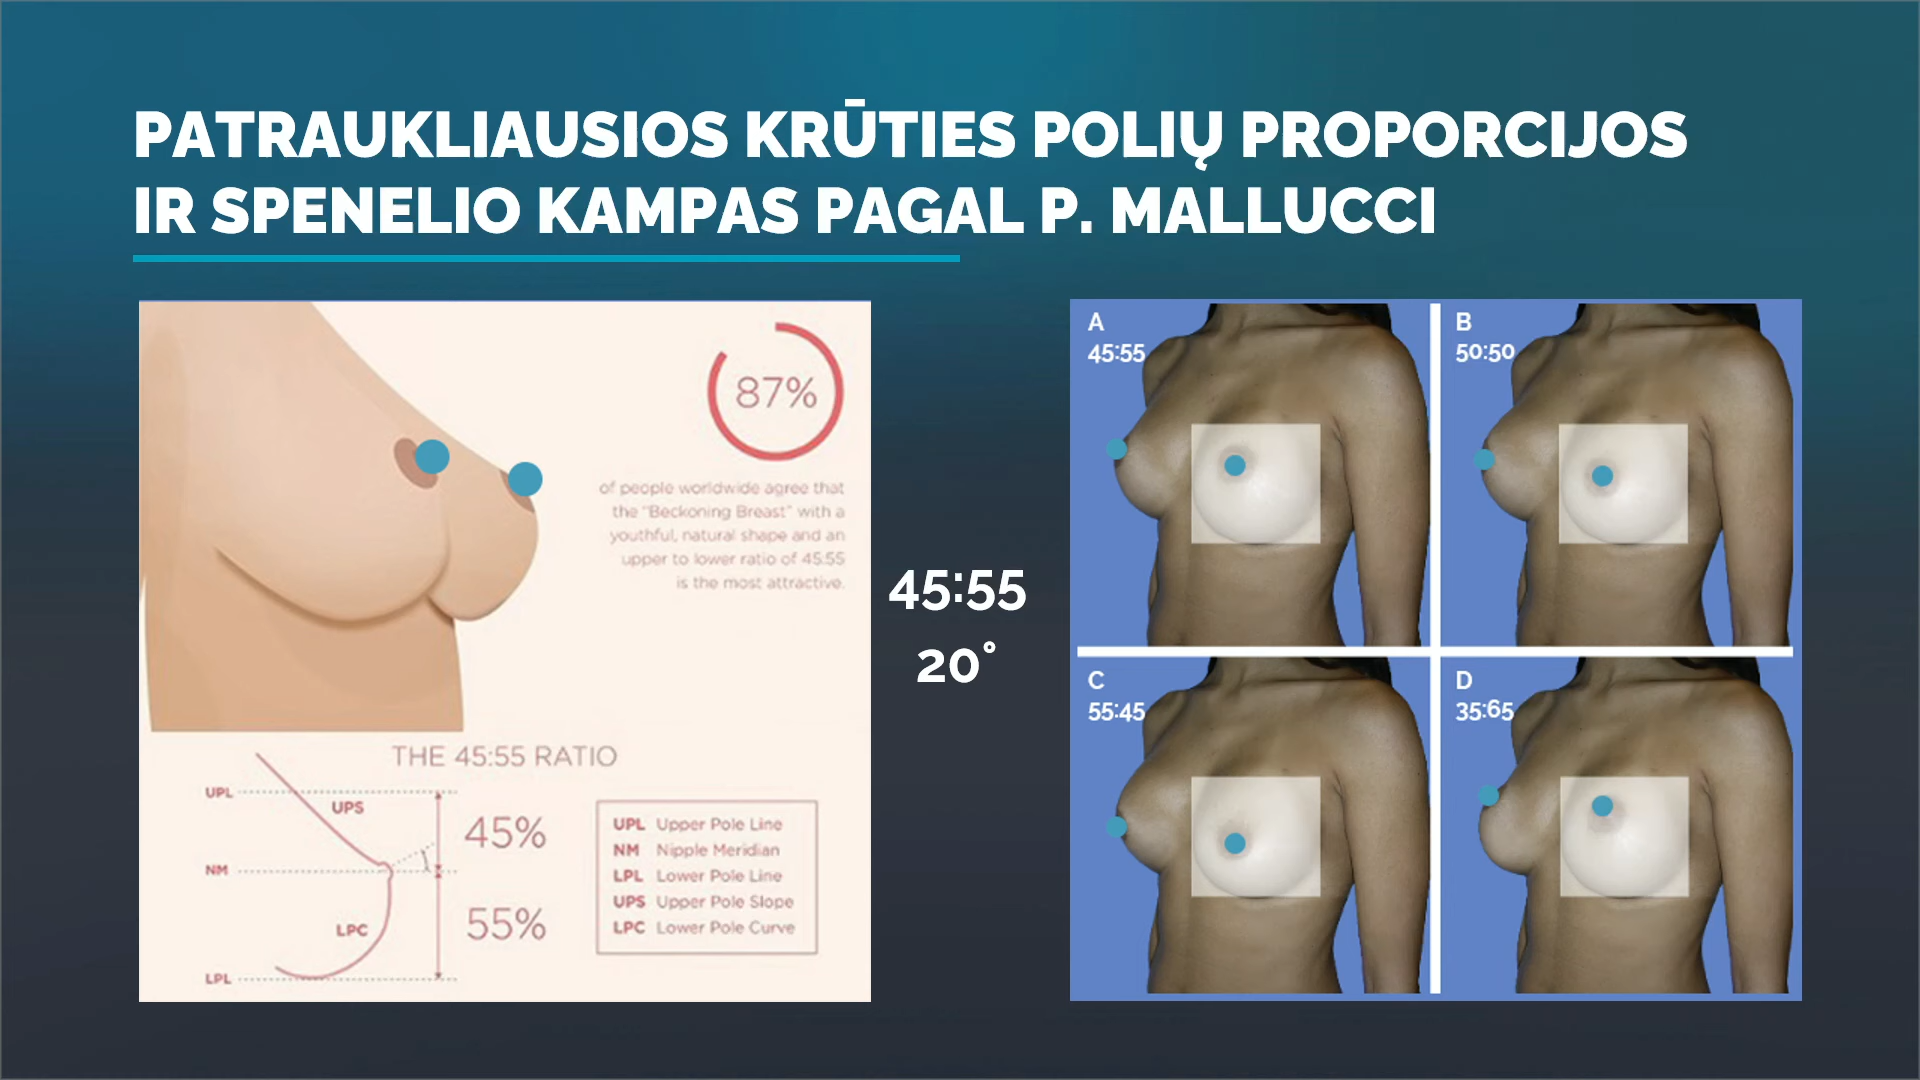 PATRAUKLIAUSIOS KRŪTIES POLIŲ PROPORCIJOS
IR SPENELIO KAMPAS PAGAL P. MALLUCCI
87%
of people worldwide agree that
the "Beckoning Breast" with a
youthful, natural shape and an
upper to lower ratio of 45:55
is the most attractive.
THE 45:55 RATIO
UPL
UPS
NM
LPC
LPL
45%
55%
UPL Upper Pole Line
NM Nipple Meridian
LPL Lower Pole Line
UPS Upper Pole Slope
LPC Lower Pole Curve
45:55
20°
A
45:55
B
50:50
C
55:45
D
35:65